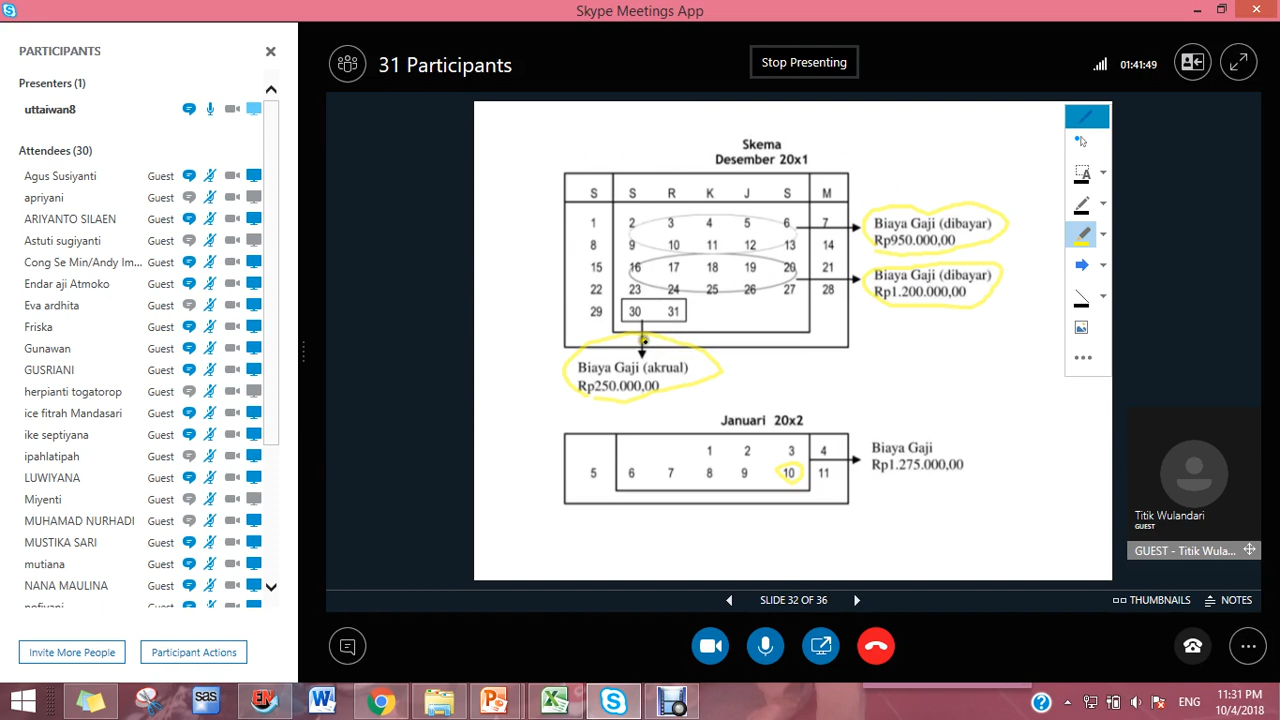 Skype Meetings App
PARTICIPANTS
31 Participants
Stop Presenting
01:41:49
Presenters (1)
uttaiwan8
Attendees (30)
Agus Susiyanti Guest
apriyani Guest
ARIYANTO SILAEN Guest
Astuti sugiyanti Guest
Cong Se Min/Andy Im... Guest
Endar aji Atmoko Guest
Eva ardhita Guest
Friska Guest
Gunawan Guest
GUSRIANI Guest
herpianti togatorop Guest
ice fitrah Mandasari Guest
ike septiyana Guest
ipahlatipah Guest
LUWIYANA Guest
Miyenti Guest
MUHAMAD NURHADI Guest
MUSTIKA SARI Guest
mutiana Guest
NANA MAULINA Guest
Invite More People
Participant Actions
Skema
Desember 20x1
S S R K J S M
1 2 3 4 5 6 7
8 9 10 11 12 13 14
15 16 17 18 19 20 21
22 23 24 25 26 27 28
29 30 31
Biaya Gaji (dibayar)
Rp950.000,00
Biaya Gaji (dibayar)
Rp1.200.000,00
Biaya Gaji (akrual)
Rp250.000,00
Januari 20x2
1 2 3 4
5 6 7 8 9 10 11
Biaya Gaji
Rp1.275.000,00
A
Titik Wulandari
GUEST
GUEST - Titik Wula...
SLIDE 32 OF 36
THUMBNAILS
NOTES
sas
EN
W
P
X
S
ENG
11:31 PM
10/4/2018